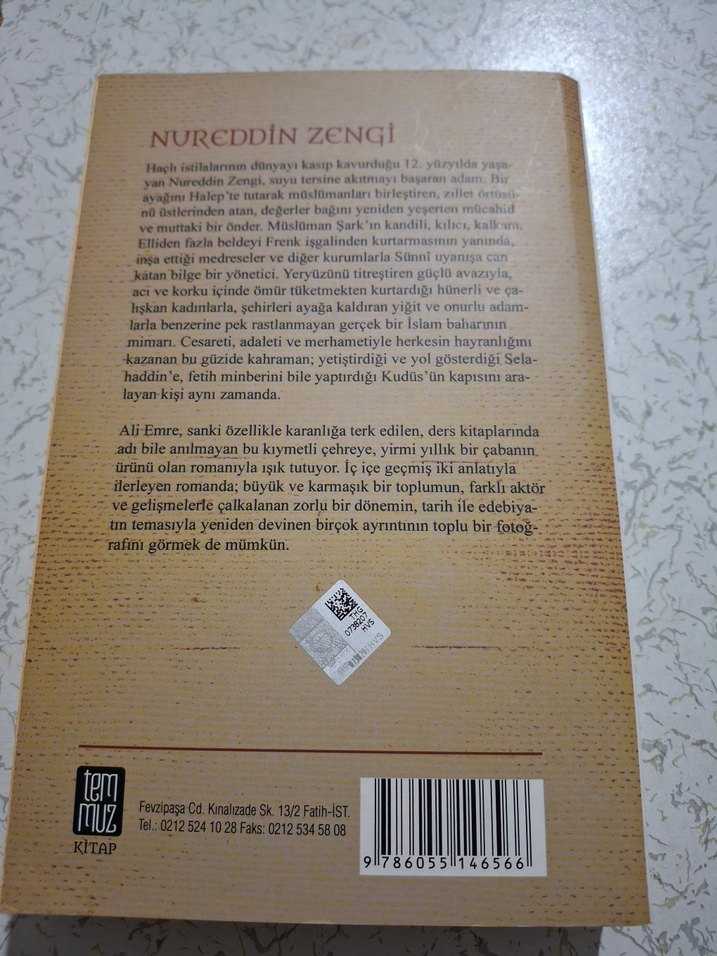 NUREDDİN ZENGİ
Haçlı istilalarının dünyayı kasıp kavurduğu 12. yüzyılda yaşa-
yan Nureddin Zengi, suyu tersine akıtmayı başaran adam. Bir
ayağını Halep'te tutarak müslümanları birleştiren, zillet örtüsü-
nü üstlerinden atan, değerler bağını yeniden yeşerten mücahid
ve muttaki bir önder. Müslüman Şark'ın kandili, kılıcı, kalkanı.
Elliden fazla beldeyi Frenk işgalinden kurtarmasının yanında,
inşa ettiği medreseler ve diğer kurumlarla Sünnî uyanışa can
katan bilge bir yönetici. Yeryüzünü titreştiren güçlü avazıyla,
acı ve korku içinde ömür tüketmekten kurtardığı hünerli ve ça-
lışkan kadınlarla, şehirleri ayağa kaldıran yiğit ve onurlu adam-
larla benzerine pek rastlanmayan gerçek bir İslam baharının
mimarı. Cesareti, adaleti ve merhametiyle herkesin hayranlığını
kazanan bu güzide kahraman; yetiştirdiği ve yol gösterdiği Sela-
haddin'e, fetih minberini bile yaptırdığı Kudüs'ün kapısını ara-
layan kişi aynı zamanda.
Ali Emre, sanki özellikle karanlığa terk edilen, ders kitaplarında
adı bile anılmayan bu kıymetli çehreye, yirmi yıllık bir çabanın
ürünü olan romanıyla ışık tutuyor. İç içe geçmiş iki anlatıyla
ilerleyen romanda; büyük ve karmaşık bir toplumun, farklı aktör
ve gelişmelerle çalkalanan zorlu bir dönemin, tarih ile edebiya-
tın temasıyla yeniden devinen birçok ayrıntının toplu bir fotoğ-
rafını görmek de mümkün.
THG
0739207
HVS
tem
muz
KİTAP
Fevzipaşa Cd. Kınalızade Sk. 13/2 Fatih-İST.
Tel.: 0212 524 10 28 Faks: 0212 534 58 08
9 786055 146566